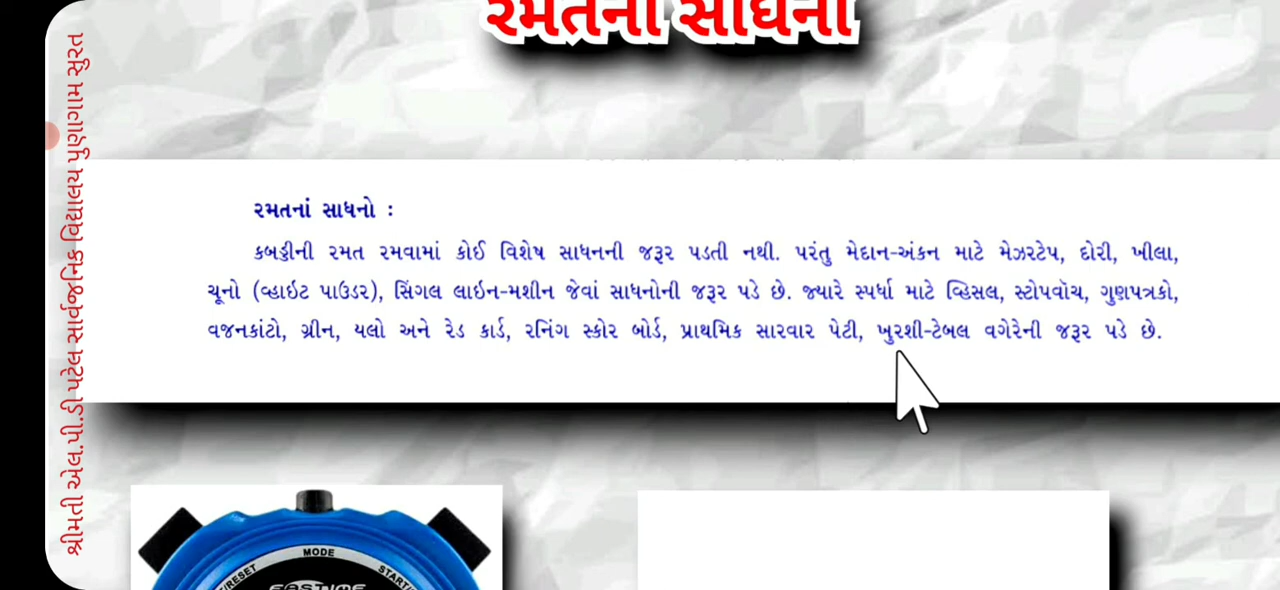 રમતના સાધનો
શ્રીમતી એલ.પી.ડી.પટેલ સાર્વજનિક વિદ્યાલય પુણાગામ સુરત
રમતનાં સાધનો :
કબડ્ડીની રમત રમવામાં કોઈ વિશેષ સાધનની જરૂર પડતી નથી. પરંતુ મેદાન-અંકન માટે મેઝરટેપ, દોરી, ખીલા,
ચૂનો (વ્હાઇટ પાઉડર), સિંગલ લાઇન-મશીન જેવાં સાધનોની જરૂર પડે છે. જ્યારે સ્પર્ધા માટે વ્હિસલ, સ્ટોપવૉચ, ગુણપત્રકો,
વજનકાંટો, ગ્રીન, યલો અને રેડ કાર્ડ, રનિંગ સ્કોર બોર્ડ, પ્રાથમિક સારવાર પેટી, ખુરશી-ટેબલ વગેરેની જરૂર પડે છે.
MODE